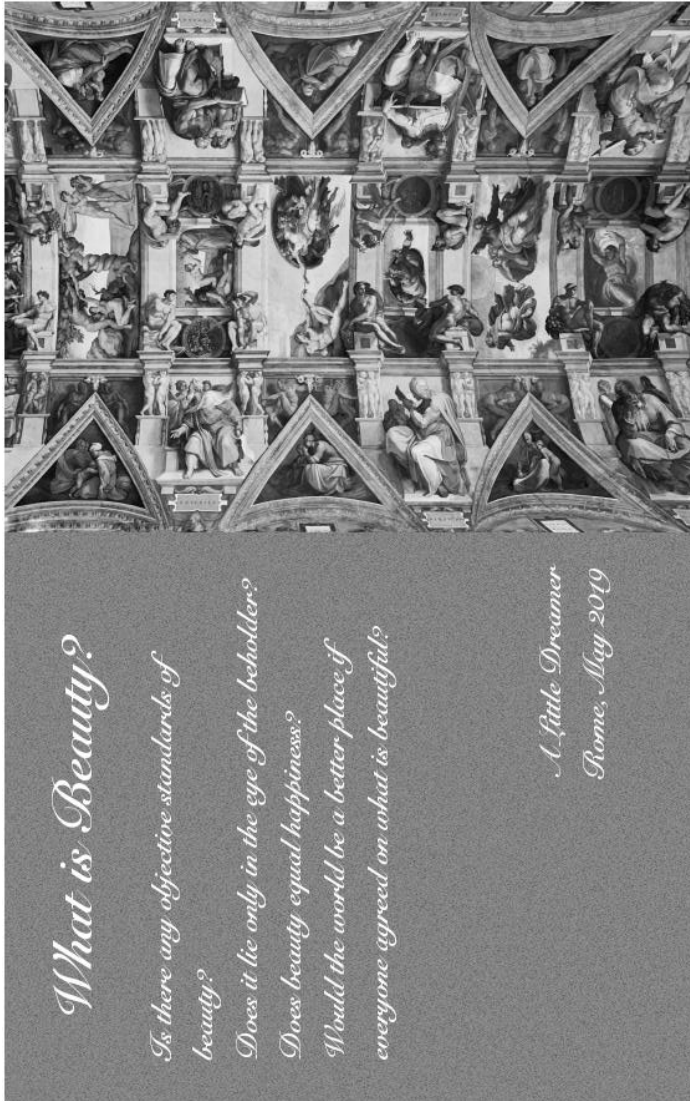 What is Beauty?
Is there any objective standards of
beauty?
Does it lie only in the eye of the beholder?
Does beauty equal happiness?
Would the world be a better place if
everyone agreed on what is beautiful?
A Little Dreamer
Rome, May 2019